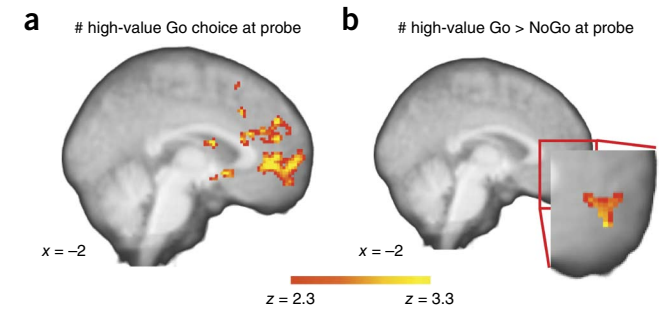 a
# high-value Go choice at probe
b
# high-value Go > NoGo at probe
x = –2
x = –2
z = 2.3
z = 3.3